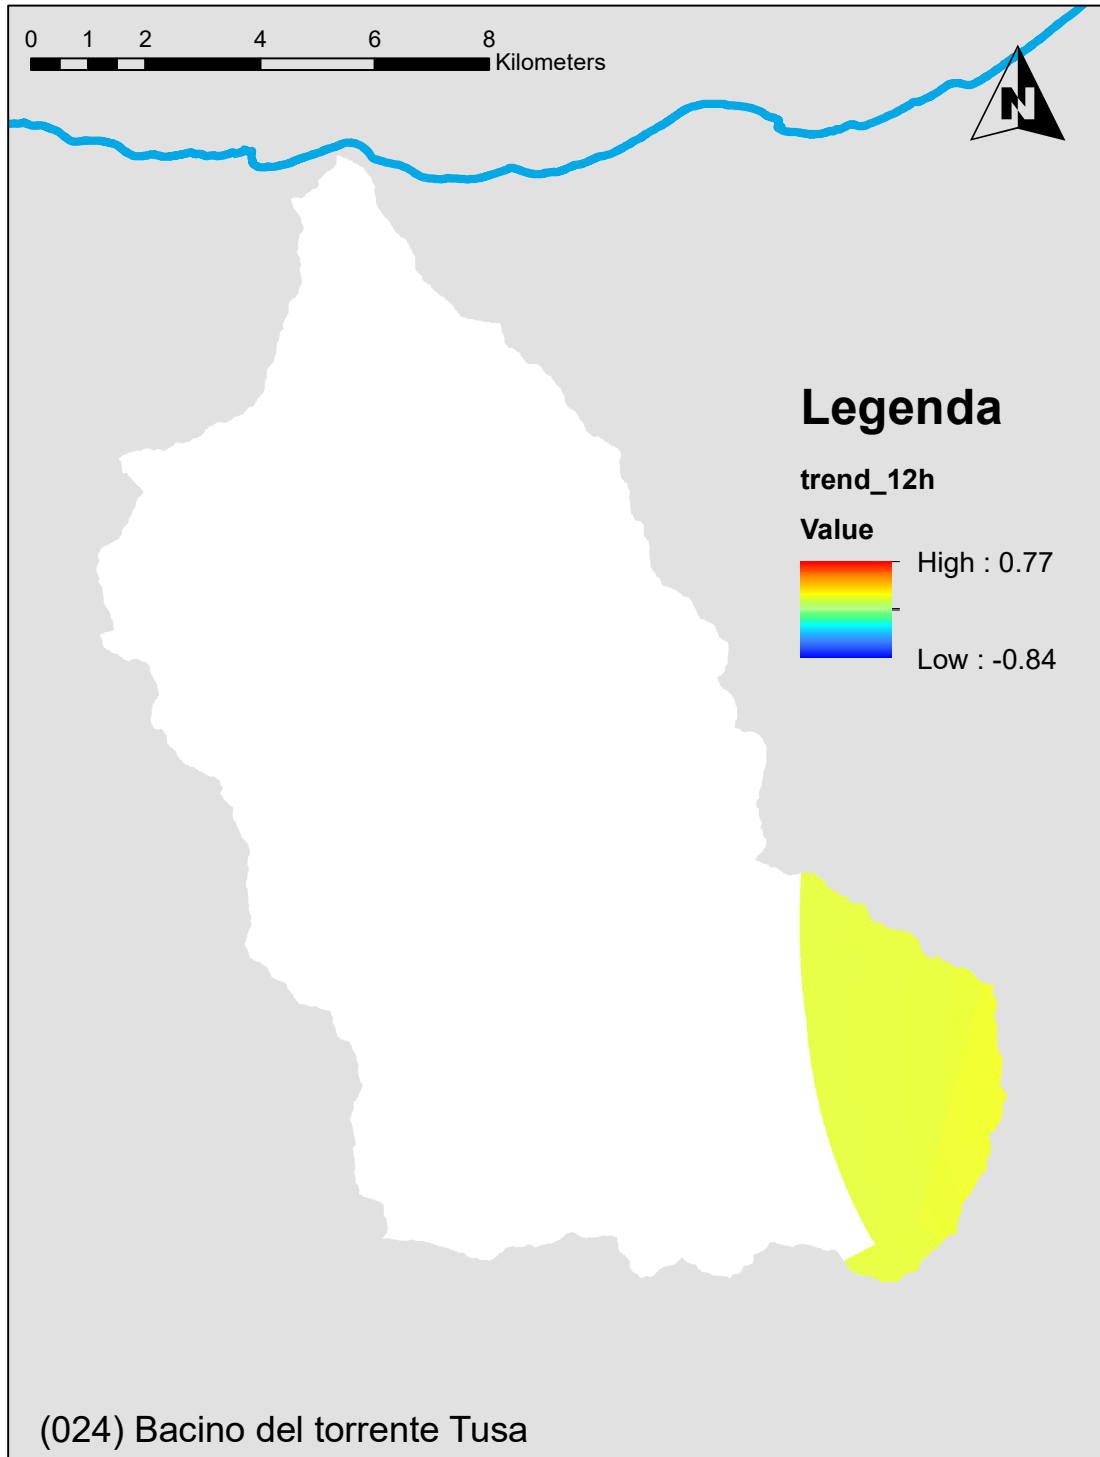 0 1 2 4 6 8
Kilometers
N
Legenda
trend_12h
Value
High : 0.77
Low : -0.84
(024) Bacino del torrente Tusa